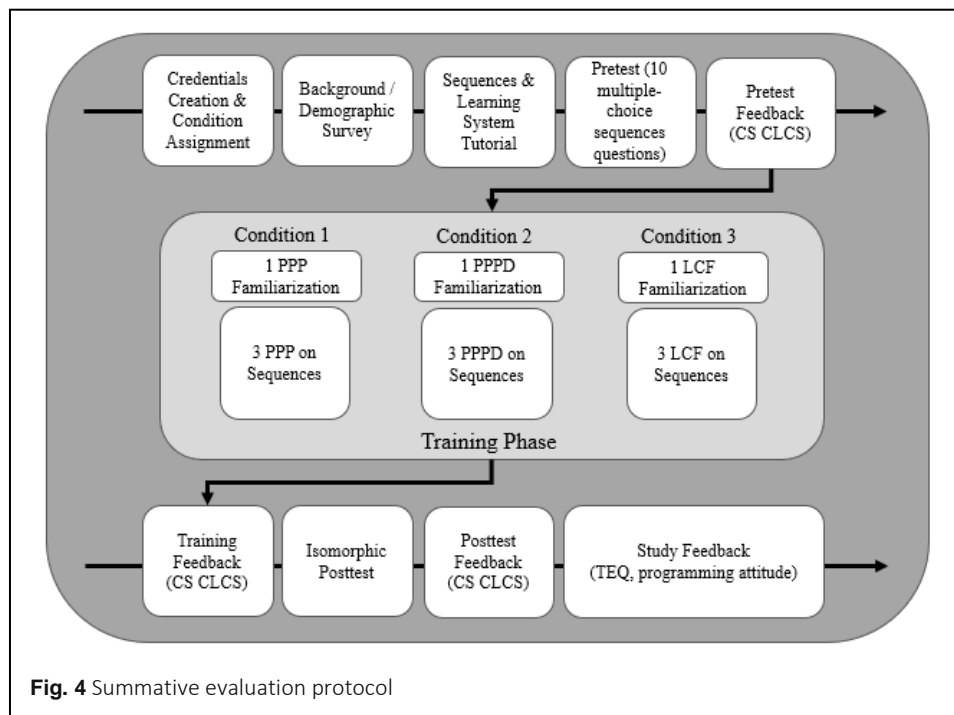 Credentials
Creation &
Condition
Assignment
Background /
Demographic
Survey
Sequences &
Learning
System
Tutorial
Pretest (10
multiple-
choice
sequences
questions)
Pretest
Feedback
(CS CLCS)
Condition 1
1 PPP
Familiarization
3 PPP on
Sequences
Condition 2
1 PPPD
Familiarization
3 PPPD on
Sequences
Condition 3
1 LCF
Familiarization
3 LCF on
Sequences
Training Phase
Training
Feedback
(CS CLCS)
Isomorphic
Posttest
Posttest
Feedback
(CS CLCS)
Study Feedback
(TEQ, programming attitude)
Fig. 4 Summative evaluation protocol